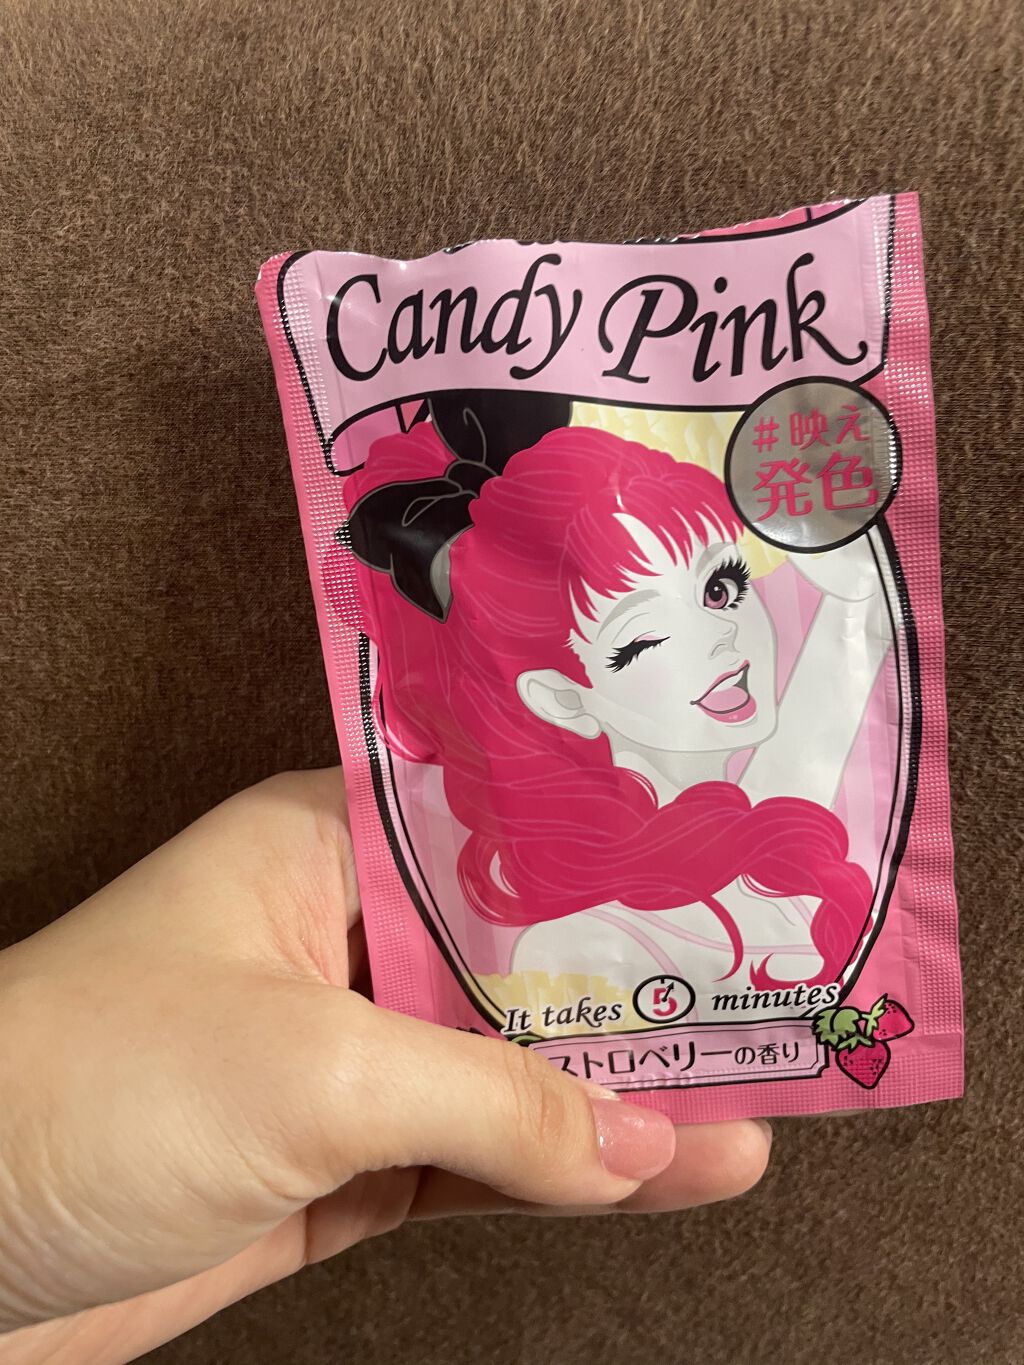 Candy Pink
#映え
発色
It takes 5 minutes
ストロベリーの香り